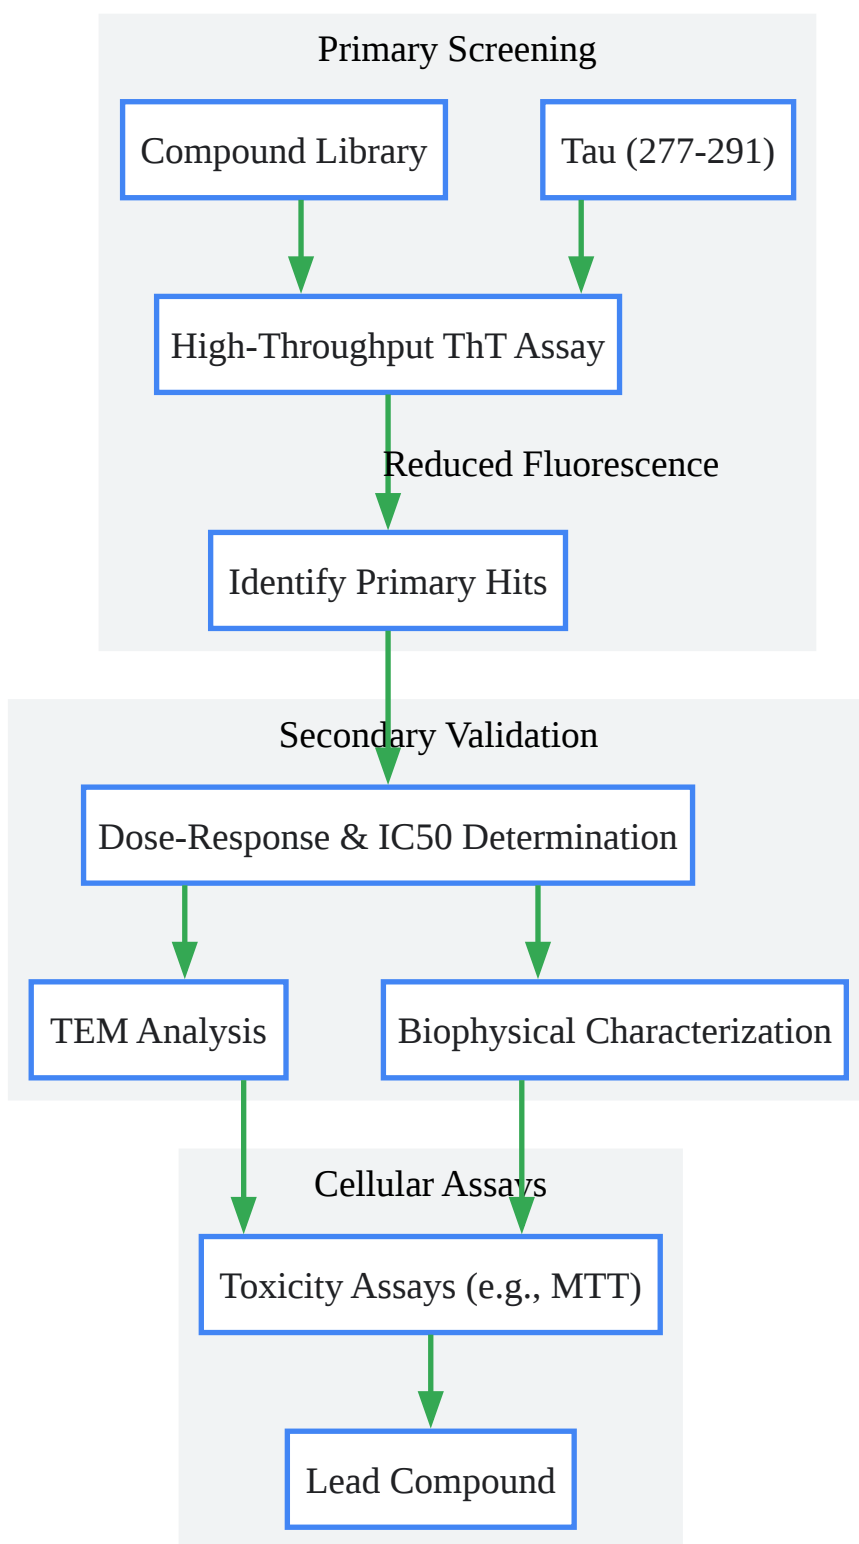 Primary Screening
Compound Library
Tau (277-291)
High-Throughput ThT Assay
Reduced Fluorescence
Identify Primary Hits
Secondary Validation
Dose-Response & IC50 Determination
TEM Analysis
Biophysical Characterization
Cellular Assays
Toxicity Assays (e.g., MTT)
Lead Compound